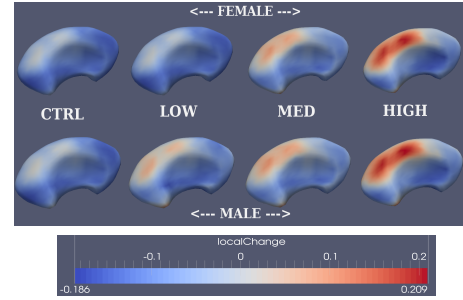 <--- FEMALE --->
CTRL LOW MED HIGH
<--- MALE --->
localChange
-0.1 0 0.1 0.2
-0.186 0.209